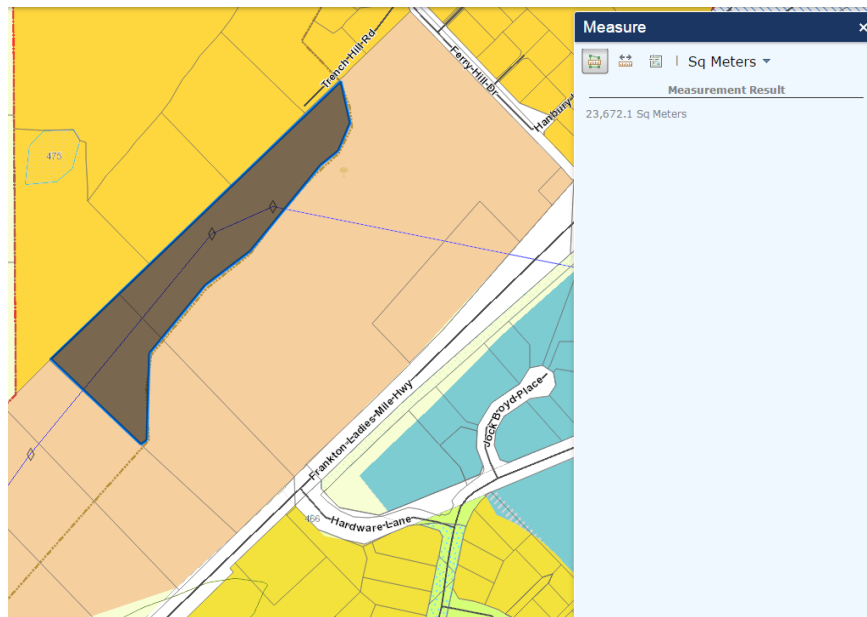 Measure
Sq Meters
Measurement Result
23,672.1 Sq Meters
Trench Hill Rd
Ferry-Hill-Dr
Hanbury
475
Frankton-Ladies-Mile-Hwy
Jock Boyd-Place
466
Hardware-Lane